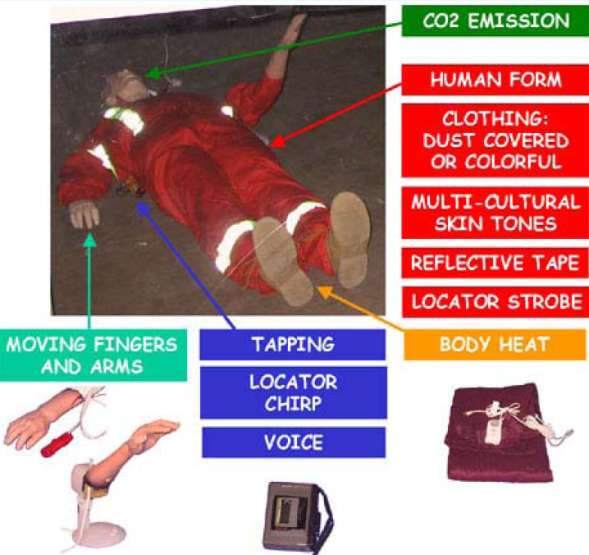 CO2 EMISSION
HUMAN FORM
CLOTHING:
DUST COVERED
OR COLORFUL
MULTI-CULTURAL
SKIN TONES
REFLECTIVE TAPE
LOCATOR STROBE
MOVING FINGERS
AND ARMS
TAPPING
LOCATOR
CHIRP
VOICE
BODY HEAT